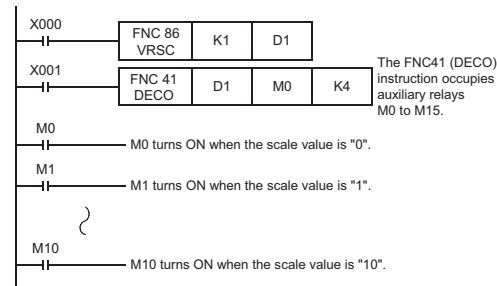 X000
FNC 86
VRSC
K1
D1
X001
FNC 41
DECO
D1
M0
K4
The FNC41 (DECO)
instruction occupies
auxiliary relays
M0 to M15.
M0
M0 turns ON when the scale value is "0".
M1
M1 turns ON when the scale value is "1".
M10
M10 turns ON when the scale value is "10".